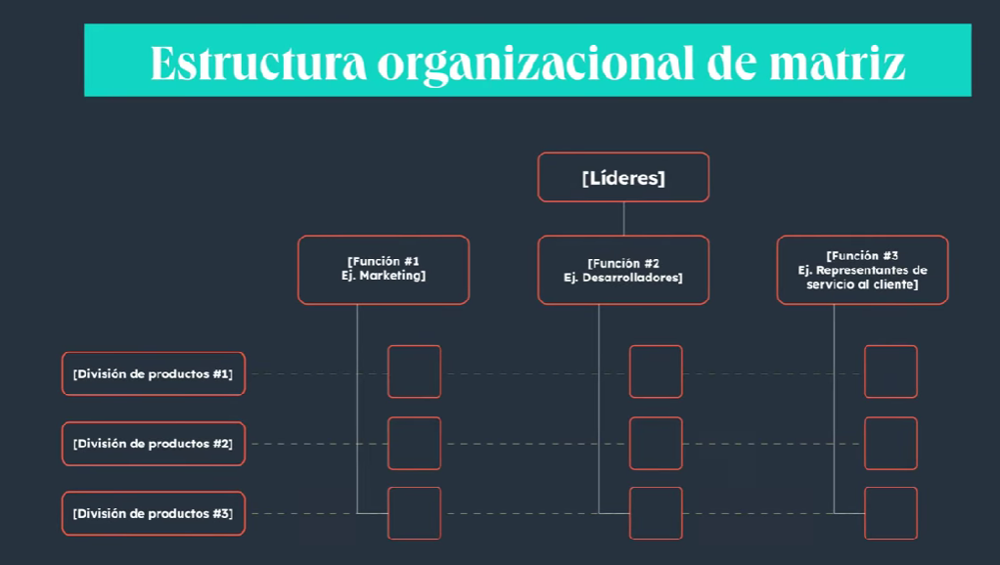 Estructura organizacional de matriz
[Líderes]
[Función #1
Ej. Marketing]
[Función #2
Ej. Desarrolladores]
[Función #3
Ej. Representantes de
servicio al cliente]
[División de productos #1]
[División de productos #2]
[División de productos #3]